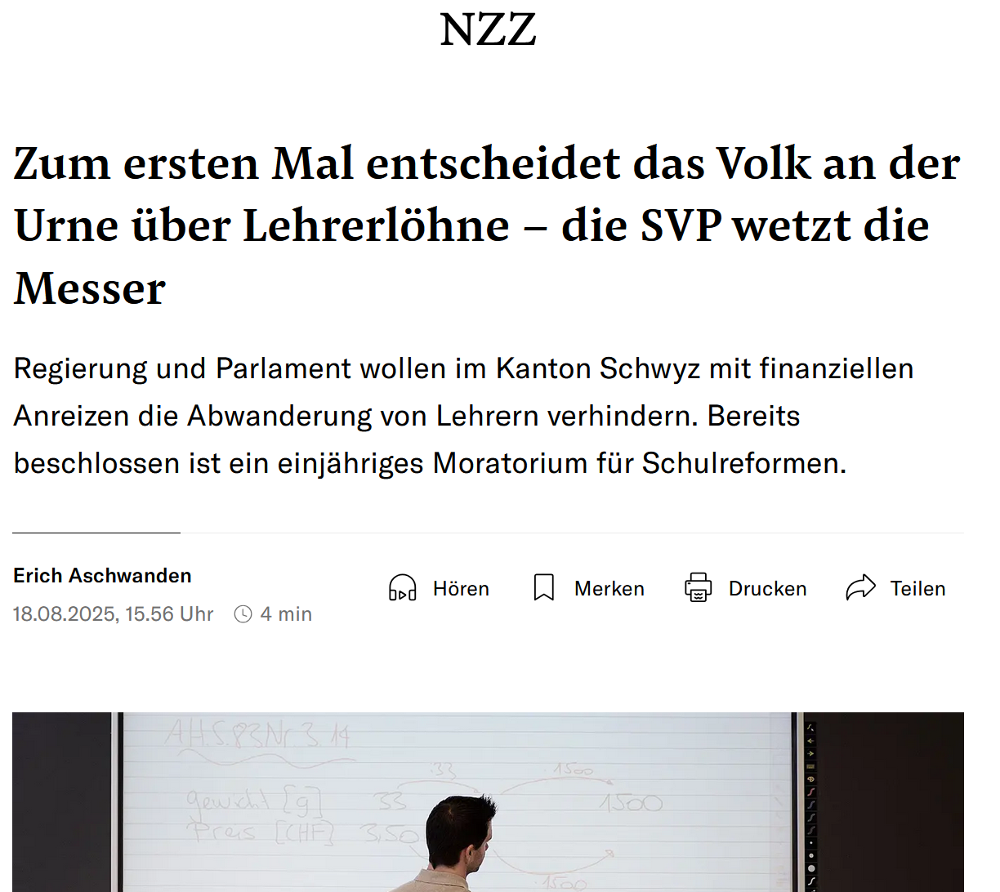 NZZ
Zum ersten Mal entscheidet das Volk an der
Urne über Lehrerlöhne – die SVP wetzt die
Messer
Regierung und Parlament wollen im Kanton Schwyz mit finanziellen
Anreizen die Abwanderung von Lehrern verhindern. Bereits
beschlossen ist ein einjähriges Moratorium für Schulreformen.
Erich Aschwanden
18.08.2025, 15.56 Uhr 4 min
Hören Merken Drucken Teilen
AH S.83 Nr. 3.14
:33 · 1500
gewicht [g] 33 1500
Preis [CHF] 3,50
· 1500